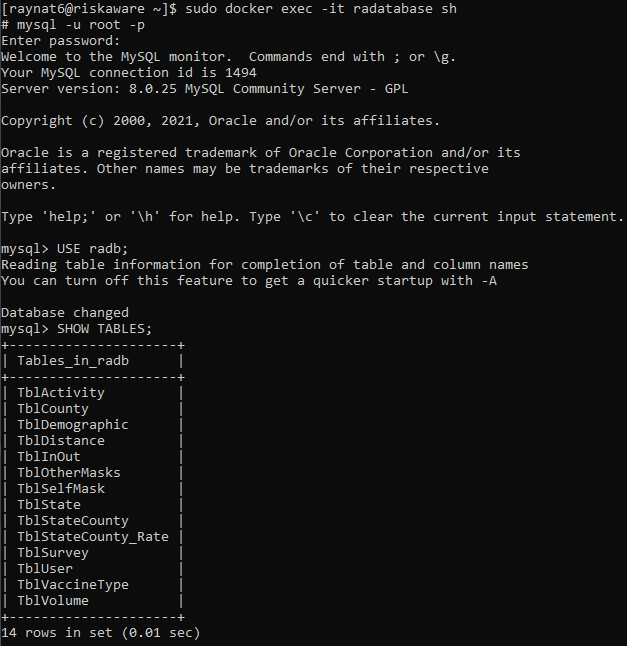 [raynat6@riskaware ~]$ sudo docker exec -it radatabase sh
# mysql -u root -p
Enter password:
Welcome to the MySQL monitor.  Commands end with ; or \g.
Your MySQL connection id is 1494
Server version: 8.0.25 MySQL Community Server - GPL
Copyright (c) 2000, 2021, Oracle and/or its affiliates.
Oracle is a registered trademark of Oracle Corporation and/or its
affiliates. Other names may be trademarks of their respective
owners.
Type 'help;' or '\h' for help. Type '\c' to clear the current input statement.
mysql> USE radb;
Reading table information for completion of table and column names
You can turn off this feature to get a quicker startup with -A
Database changed
mysql> SHOW TABLES;
+---------------------+
| Tables_in_radb      |
+---------------------+
| TblActivity         |
| TblCounty           |
| TblDemographic      |
| TblDistance         |
| TblInOut            |
| TblOtherMasks       |
| TblSelfMask         |
| TblState            |
| TblStateCounty      |
| TblStateCounty_Rate |
| TblSurvey           |
| TblUser             |
| TblVaccineType      |
| TblVolume           |
+---------------------+
14 rows in set (0.01 sec)